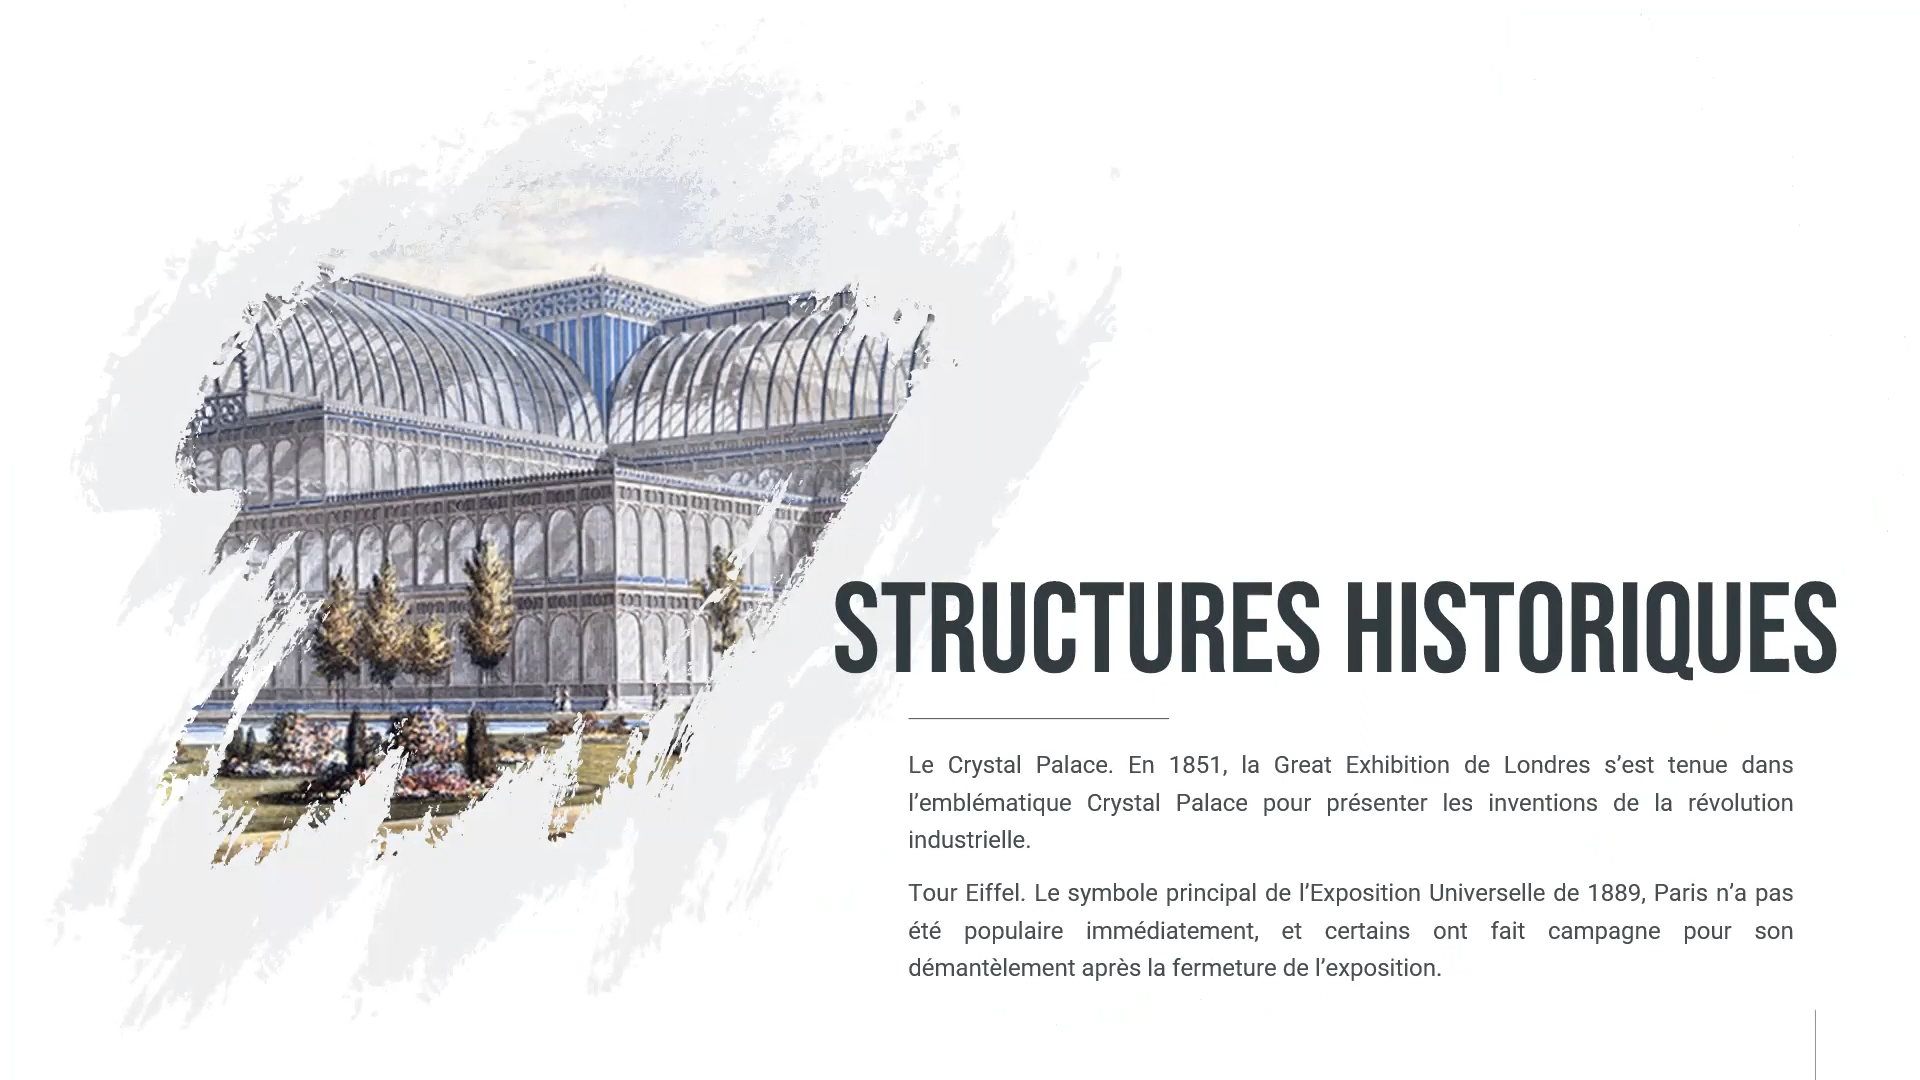 STRUCTURES HISTORIQUES
Le Crystal Palace. En 1851, la Great Exhibition de Londres s’est tenue dans
l’emblématique Crystal Palace pour présenter les inventions de la révolution
industrielle.
Tour Eiffel. Le symbole principal de l’Exposition Universelle de 1889, Paris n’a pas
été populaire immédiatement, et certains ont fait campagne pour son
démantèlement après la fermeture de l’exposition.